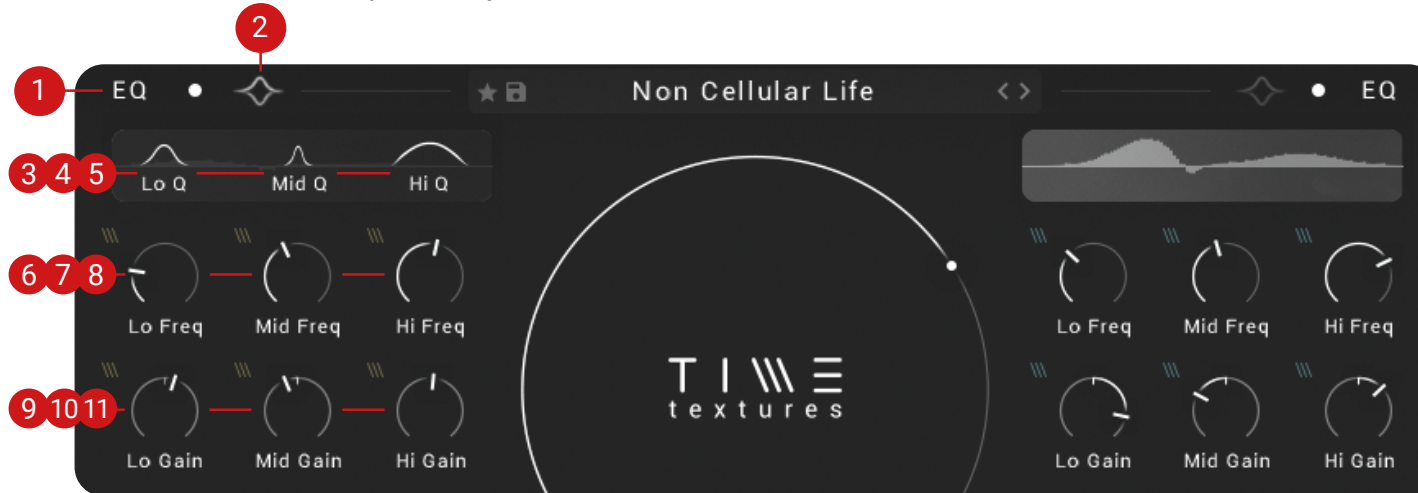 2
1 EQ Non Cellular Life EQ
3 4 5 Lo Q Mid Q Hi Q
6 7 8
Lo Freq Mid Freq Hi Freq Lo Freq Mid Freq Hi Freq
TIME
textures
9 10 11
Lo Gain Mid Gain Hi Gain Lo Gain Mid Gain Hi Gain